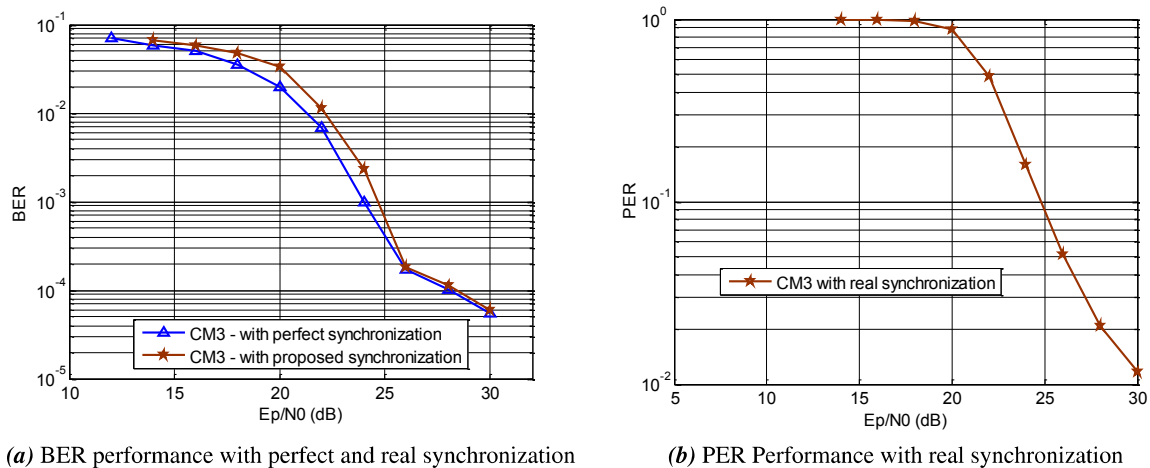 10^-1
10^-2
10^-3
10^-4
10^-5
BER
10 15 20 25 30
Ep/N0 (dB)
CM3 - with perfect synchronization
CM3 - with proposed synchronization
(a) BER performance with perfect and real synchronization
10^0
10^-1
10^-2
PER
5 10 15 20 25 30
Ep/N0 (dB)
CM3 with real synchronization
(b) PER Performance with real synchronization